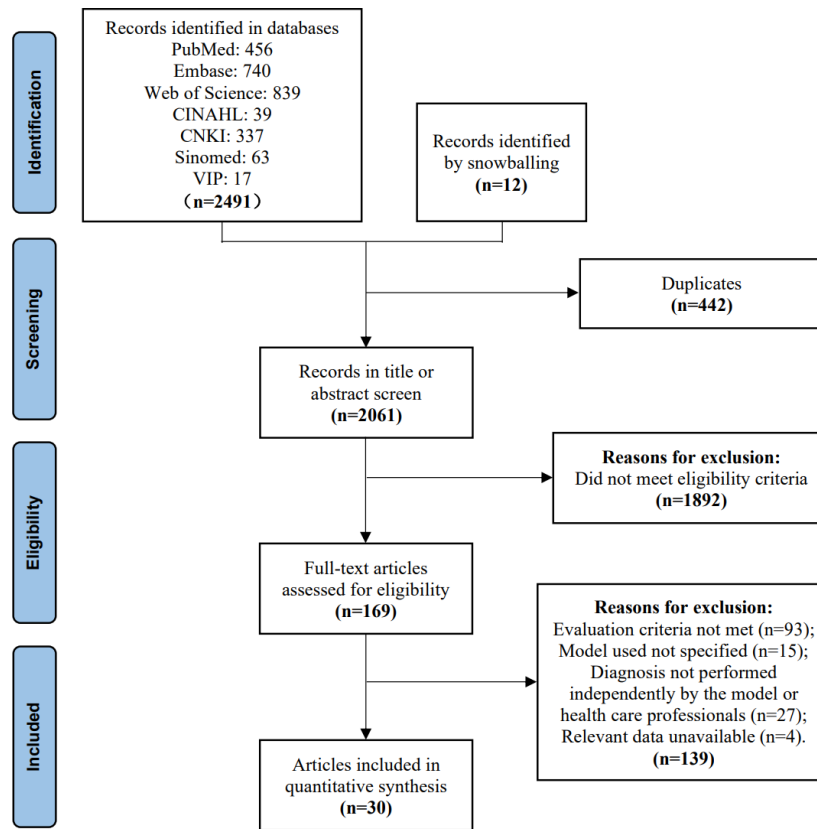 Identification
Records identified in databases
PubMed: 456
Embase: 740
Web of Science: 839
CINAHL: 39
CNKI: 337
Sinomed: 63
VIP: 17
（n=2491）
Records identified
by snowballing
(n=12)
Screening
Duplicates
(n=442)
Records in title or
abstract screen
(n=2061)
Eligibility
Reasons for exclusion:
Did not meet eligibility criteria
(n=1892)
Full-text articles
assessed for eligibility
(n=169)
Included
Reasons for exclusion:
Evaluation criteria not met (n=93);
Model used not specified (n=15);
Diagnosis not performed
independently by the model or
health care professionals (n=27);
Relevant data unavailable (n=4).
(n=139)
Articles included in
quantitative synthesis
(n=30)